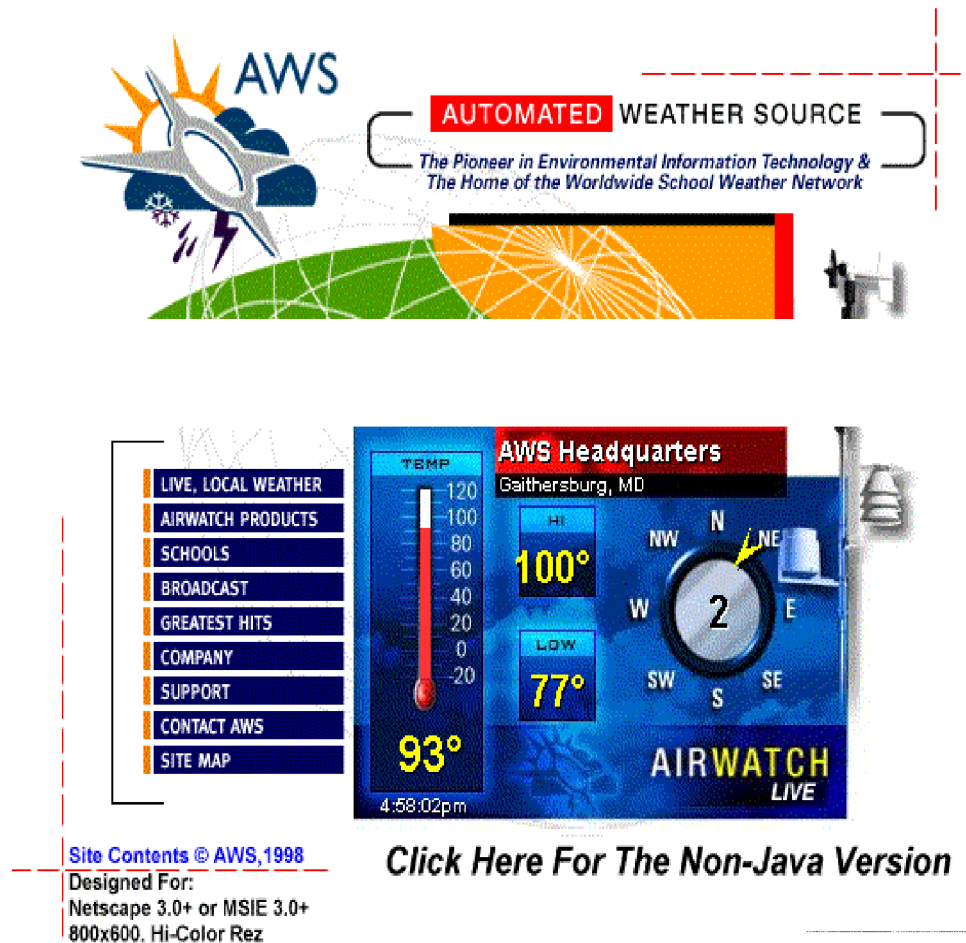 AWS
AUTOMATED WEATHER SOURCE
The Pioneer in Environmental Information Technology &
The Home of the Worldwide School Weather Network
LIVE, LOCAL WEATHER
AIRWATCH PRODUCTS
SCHOOLS
BROADCAST
GREATEST HITS
COMPANY
SUPPORT
CONTACT AWS
SITE MAP
TEMP
120
100
80
60
40
20
0
-20
93°
4:58:02pm
AWS Headquarters
Gaithersburg, MD
HI
100°
LOW
77°
N
NW
NE
W
2
E
SW
SE
S
AIRWATCH
LIVE
Site Contents © AWS,1998
Designed For:
Netscape 3.0+ or MSIE 3.0+
800x600. Hi-Color Rez
Click Here For The Non-Java Version